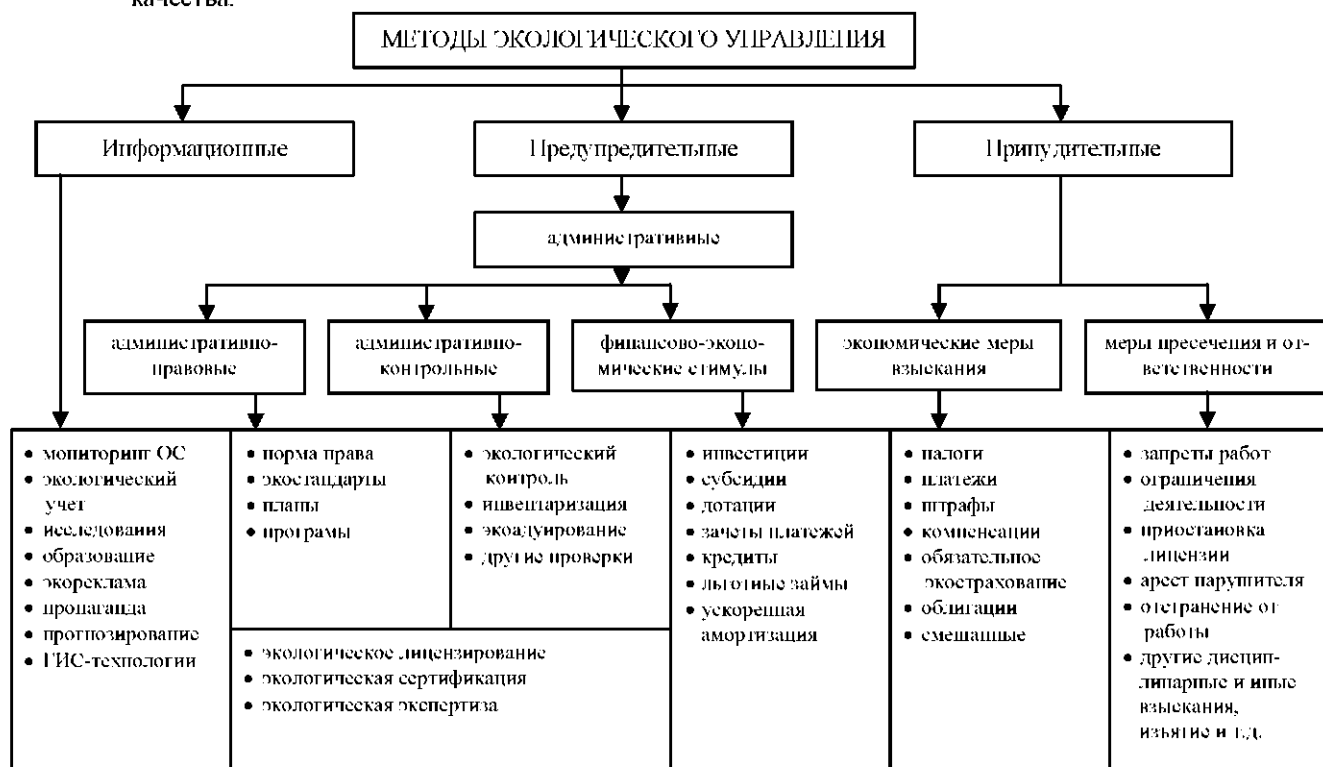 качества.
МЕТОДЫ ЭКОЛОГИЧЕСКОГО УПРАВЛЕНИЯ
Информационные
Предупредительные
Принудительные
административные
административно-
правовые
административно-
контрольные
финансово-эконо-
мические стимулы
экономические меры
взыскания
меры пресечения и от-
ветственности
• мониторинг ОС
• экологический
учет
• исследования
• образование
• экореклама
• пропаганда
• прогнозирование
• ГИС-технологии
• норма права
• экостандарты
• планы
• програмы
• экологический
контроль
• инвентаризация
• экоадуирование
• другие проверки
• экологическое лицензирование
• экологическая сертификация
• экологическая экспертиза
• инвестиции
• субсидии
• дотации
• зачеты платежей
• кредиты
• льготные займы
• ускоренная
амортизация
• налоги
• платежи
• штрафы
• компенсации
• обязательное
экострахование
• облигации
• смешанные
• запреты работ
• ограничения
деятельности
• приостановка
лицензии
• арест нарушителя
• отстранение от
работы
• другие дисцип-
линарные и иные
взыскания,
изъятие и т.д.